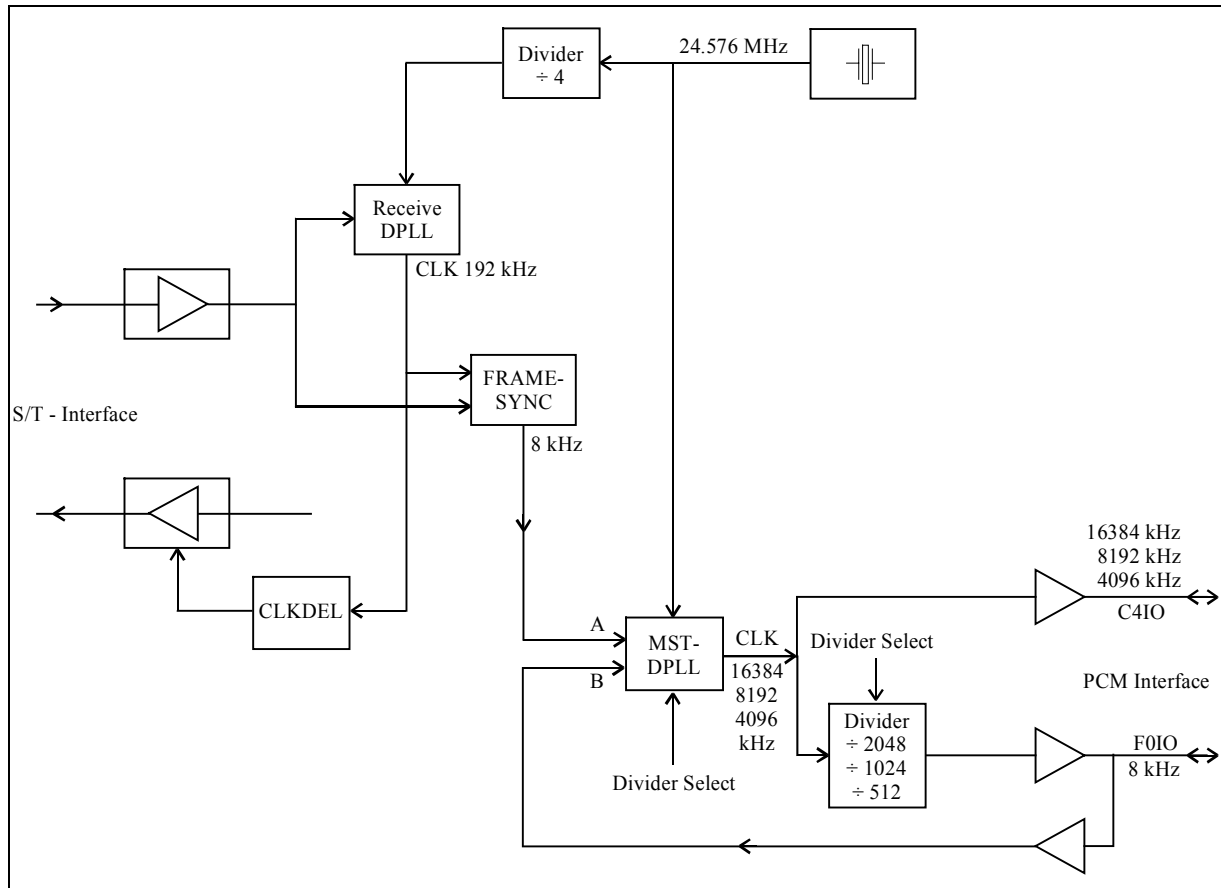 24.576 MHz
Divider
÷ 4
Receive
DPLL
CLK 192 kHz
FRAME-
SYNC
8 kHz
S/T - Interface
CLKDEL
A
B
MST-
DPLL
CLK
16384
8192
4096
kHz
Divider Select
Divider Select
Divider
÷ 2048
÷ 1024
÷ 512
16384 kHz
8192 kHz
4096 kHz
C4IO
PCM Interface
F0IO
8 kHz